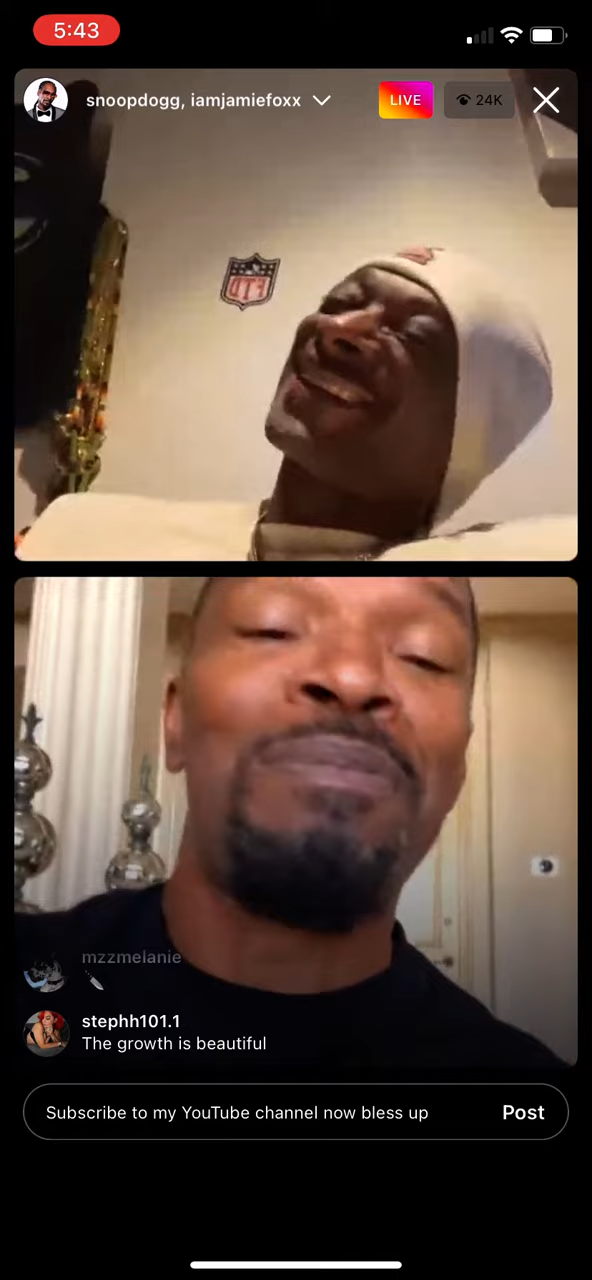 5:43
snoopdogg, iamjamiefoxx
LIVE
24K
FTD
mzzmelanie
stephh101.1
The growth is beautiful
Subscribe to my YouTube channel now bless up
Post